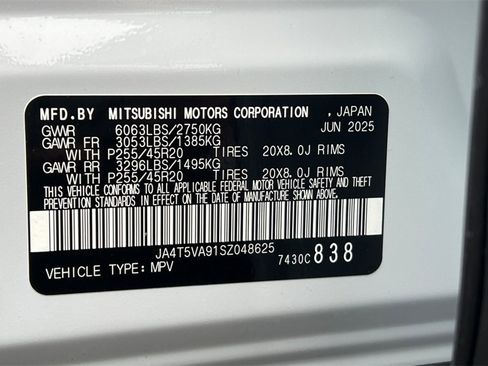 MFD.BY MITSUBISHI MOTORS CORPORATION , JAPAN
GVWR 6063LBS/2750KG JUN 2025
GAWR FR 3053LBS/1385KG
WITH P255/45R20 TIRES 20X8.0J RIMS
GAWR RR 3296LBS/1495KG
WITH P255/45R20 TIRES 20X8.0J RIMS
THIS VEHICLE CONFORMS TO ALL APPLICABLE FEDERAL MOTOR VEHICLE SAFETY AND THEFT
PREVENTION STANDARDS IN EFFECT ON THE DATE OF MANUFACTURE SHOWN ABOVE.
JA4T5VA91SZ048625
VEHICLE TYPE: MPV 7430C 838